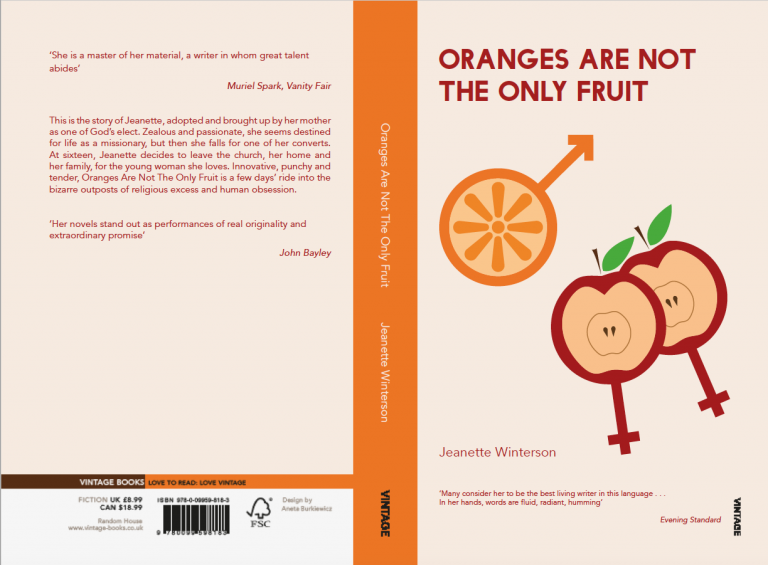 ‘She is a master of her material, a writer in whom great talent
abides’
Muriel Spark, Vanity Fair
This is the story of Jeanette, adopted and brought up by her mother
as one of God’s elect. Zealous and passionate, she seems destined
for life as a missionary, but then she falls for one of her converts.
At sixteen, Jeanette decides to leave the church, her home and
her family, for the young woman she loves. Innovative, punchy and
tender, Oranges Are Not The Only Fruit is a few days’ ride into the
bizarre outposts of religious excess and human obsession.
‘Her novels stand out as performances of real originality and
extraordinary promise’
John Bayley
VINTAGE BOOKS LOVE TO READ: LOVE VINTAGE
FICTION UK £8.99
CAN $18.99
Random House
www.vintage-books.co.uk
ISBN 978-0-09959-818-3
9 780099 598183
FSC
Design by
Aneta Burkiewicz
Oranges Are Not The Only Fruit
Jeanette Winterson
VINTAGE
ORANGES ARE NOT
THE ONLY FRUIT
Jeanette Winterson
‘Many consider her to be the best living writer in this language . . .
In her hands, words are fluid, radiant, humming’
Evening Standard
VINTAGE